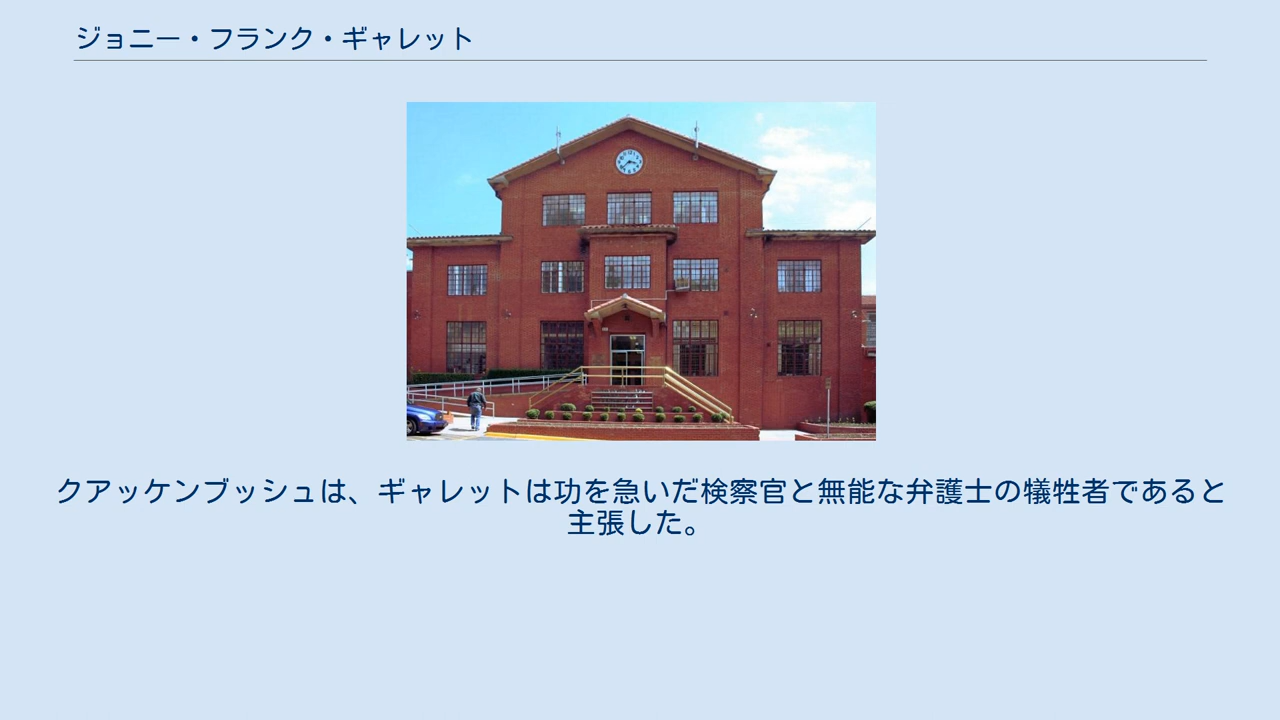 ジョニー・フランク・ギャレット
クアッケンブッシュは、ギャレットは功を急いだ検察官と無能な弁護士の犠牲者であると
主張した。